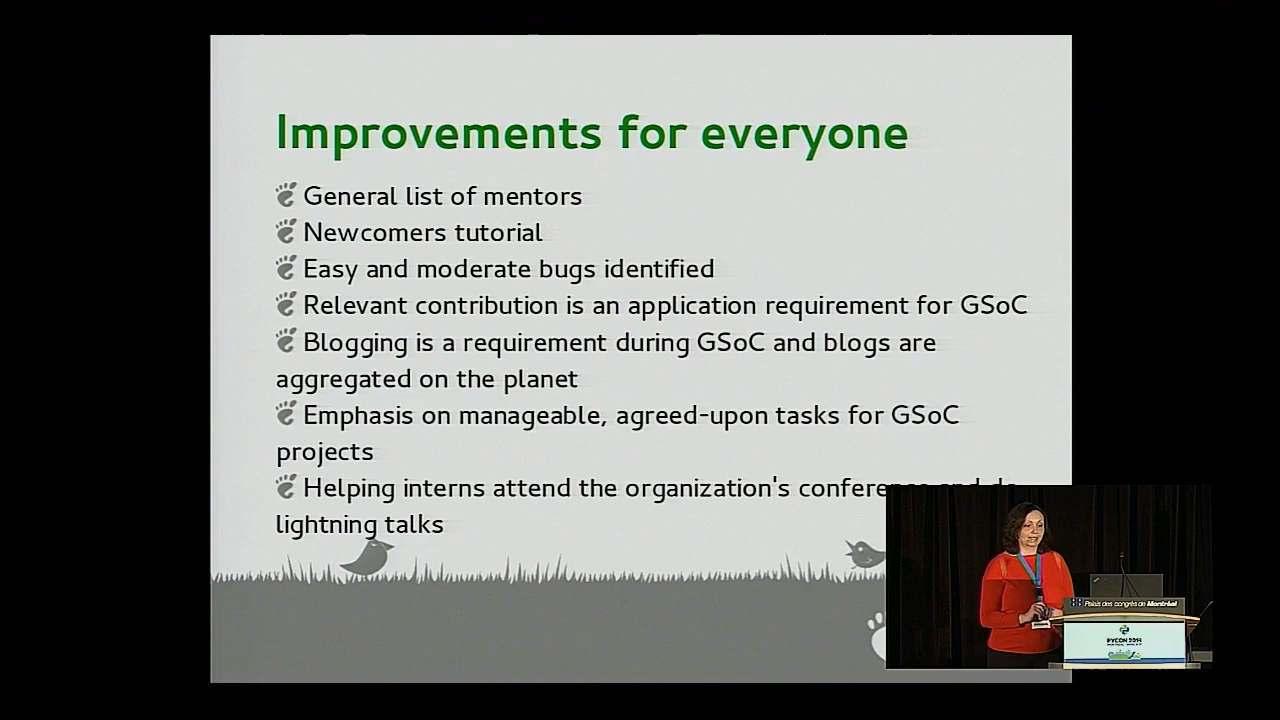 Improvements for everyone
General list of mentors
Newcomers tutorial
Easy and moderate bugs identified
Relevant contribution is an application requirement for GSoC
Blogging is a requirement during GSoC and blogs are
aggregated on the planet
Emphasis on manageable, agreed-upon tasks for GSoC
projects
Helping interns attend the organization's conference and do
lightning talks
Palais des congrès de Montréal
PYCON 2014